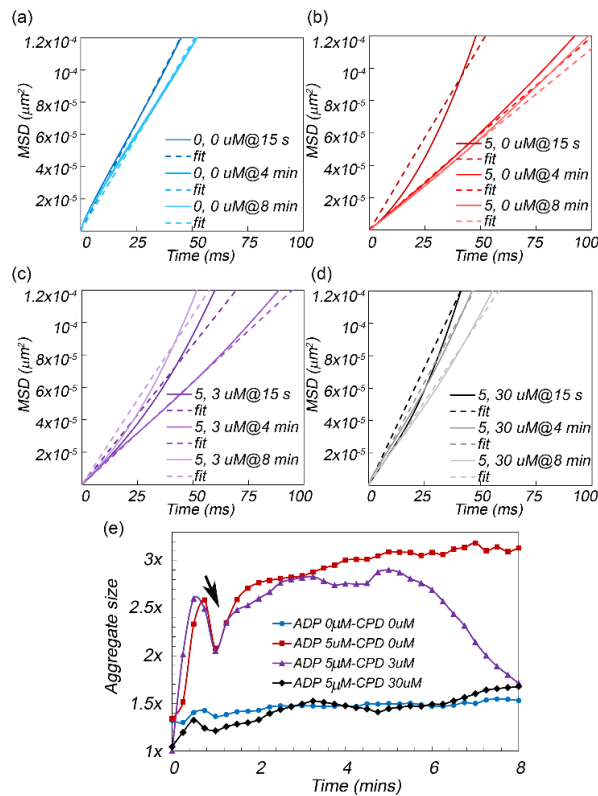 (a)
1.2x10⁻⁴
10⁻⁴
8x10⁻⁵
6x10⁻⁵
4x10⁻⁵
2x10⁻⁵
MSD (µm²)
0, 0 uM@15 s
fit
0, 0 uM@4 min
fit
0, 0 uM@8 min
fit
0 25 50 75 100
Time (ms)
(b)
1.2x10⁻⁴
10⁻⁴
8x10⁻⁵
6x10⁻⁵
4x10⁻⁵
2x10⁻⁵
MSD (µm²)
5, 0 uM@15 s
fit
5, 0 uM@4 min
fit
5, 0 uM@8 min
fit
0 25 50 75 100
Time (ms)
(c)
1.2x10⁻⁴
10⁻⁴
8x10⁻⁵
6x10⁻⁵
4x10⁻⁵
2x10⁻⁵
MSD (µm²)
5, 3 uM@15 s
fit
5, 3 uM@4 min
fit
5, 3 uM@8 min
fit
0 25 50 75 100
Time (ms)
(d)
1.2x10⁻⁴
10⁻⁴
8x10⁻⁵
6x10⁻⁵
4x10⁻⁵
2x10⁻⁵
MSD (µm²)
5, 30 uM@15 s
fit
5, 30 uM@4 min
fit
5, 30 uM@8 min
fit
0 25 50 75 100
Time (ms)
(e)
3x
2.5x
2x
1.5x
1x
Aggregate size
ADP 0µM-CPD 0uM
ADP 5uM-CPD 0uM
ADP 5µM-CPD 3uM
ADP 5µM-CPD 30uM
0 2 4 6 8
Time (mins)